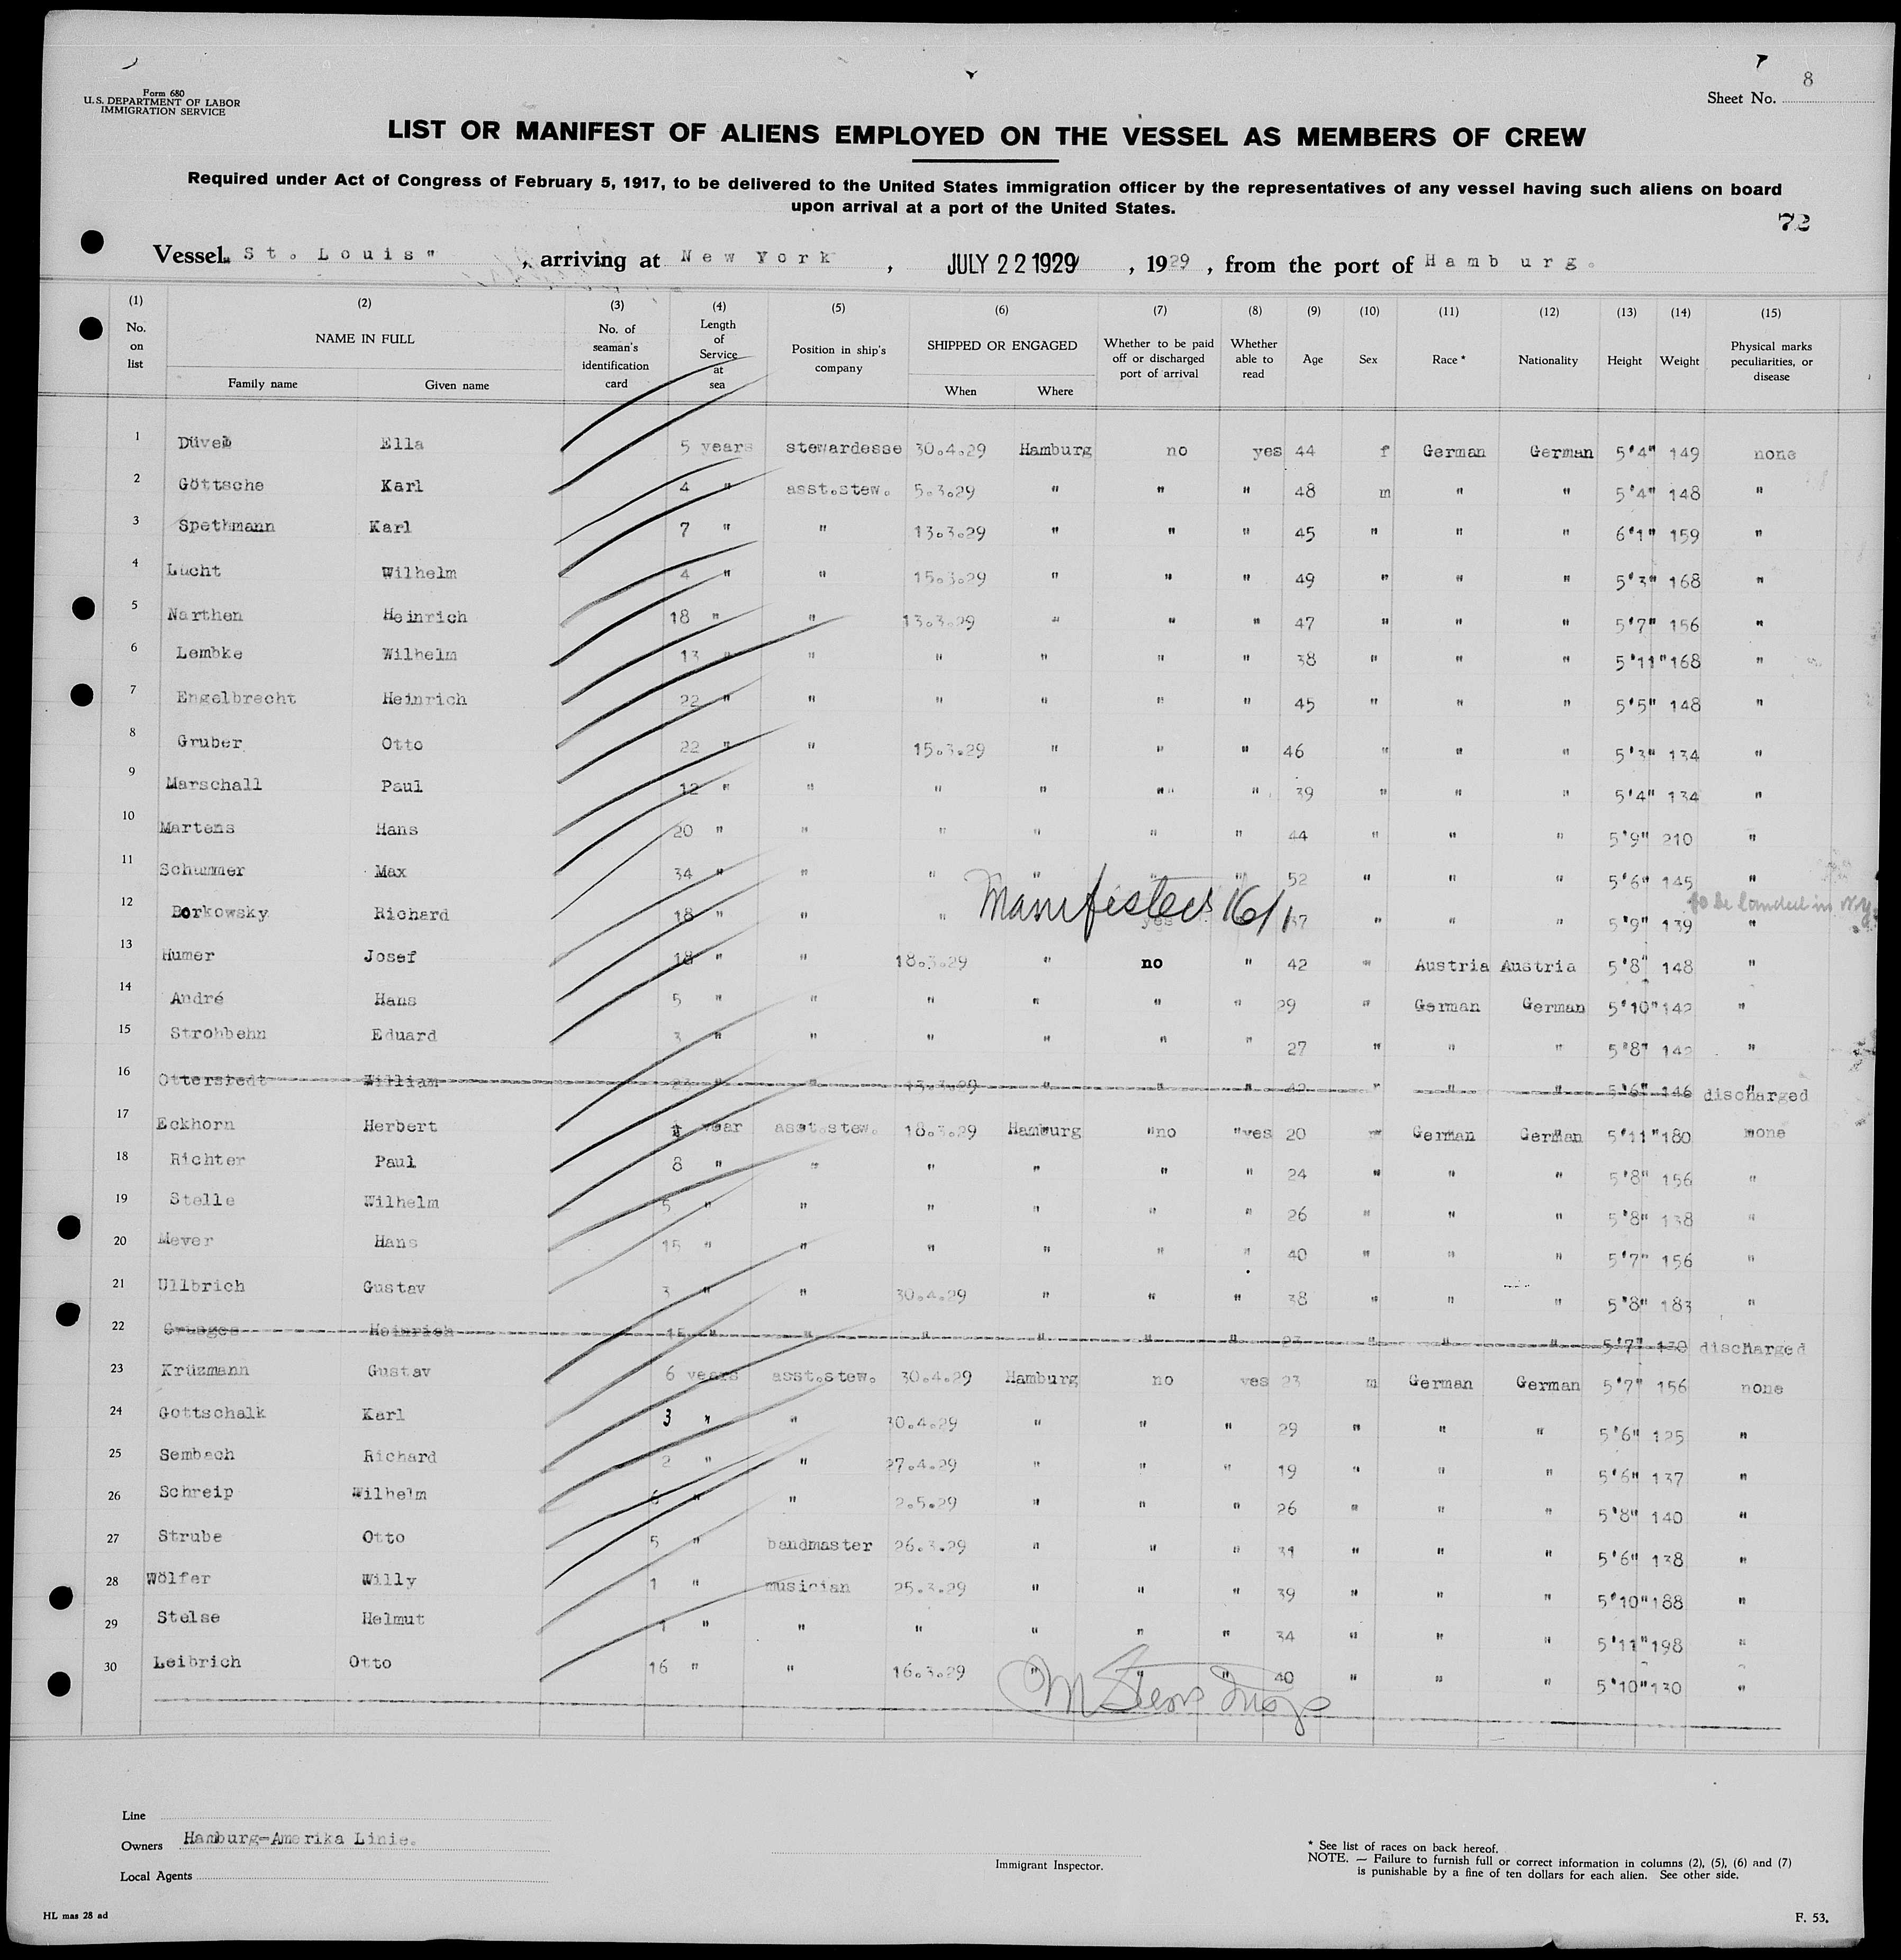 Form 680
U.S. DEPARTMENT OF LABOR
IMMIGRATION SERVICE
8
Sheet No.
LIST OR MANIFEST OF ALIENS EMPLOYED ON THE VESSEL AS MEMBERS OF CREW
Required under Act of Congress of February 5, 1917, to be delivered to the United States immigration officer by the representatives of any vessel having such aliens on board
upon arrival at a port of the United States.
72
Vessel "St. Louis" , arriving at New York , JULY 22 1929 , 1929 , from the port of Hamburg.
(1) (2) (3) (4) (5) (6) (7) (8) (9) (10) (11) (12) (13) (14) (15)
No. on list NAME IN FULL Family name Given name No. of seaman's identification card Length of Service at sea Position in ship's company SHIPPED OR ENGAGED When Where Whether to be paid off or discharged port of arrival Whether able to read Age Sex Race * Nationality Height Weight Physical marks peculiarities, or disease
1 Düvel Ella 5 years stewardesse 30.4.29 Hamburg no yes 44 f German German 5'4" 149 none
2 Göttsche Karl 4 " asst.stew. 5.3.29 " " " 48 m " " 5'4" 148 "
3 Spethmann Karl 7 " " 13.3.29 " " " 45 " " " 6'1" 159 "
4 Lucht Wilhelm 4 " " 15.3.29 " " " 49 " " " 5'3" 168 "
5 Narthen Heinrich 18 " " 13.3.29 " " " 47 " " " 5'7" 156 "
6 Lembke Wilhelm 13 " " " " " " 38 " " " 5'11" 168 "
7 Engelbrecht Heinrich 22 " " " " " " 45 " " " 5'5" 148 "
8 Gruber Otto 22 " " 15.3.29 " " " 46 " " " 5'3" 134 "
9 Marschall Paul 12 " " " " " " 39 " " " 5'4" 134 "
10 Martens Hans 20 " " " " " " 44 " " " 5'9" 210 "
11 Schummer Max 34 " " " " " " 52 " " " 5'6" 145 "
Manifested 16/1 to be landed in N.Y.
12 Borkowsky Richard 18 " " " yes 37 " " " 5'9" 139 "
13 Humer Josef 18 " " 18.3.29 " no " 42 " Austria Austria 5'8" 148 "
14 André Hans 5 " " " " " " 29 " German German 5'10" 142 "
15 Strohbehn Eduard 3 " " " " " " 27 " " " 5'8" 142 "
16 Otterstedt William " " 15.3.29 " " " 42 " " " 5'6" 146 " discharged
17 Eckhorn Herbert 1 year asst.stew. 18.3.29 Hamburg "no "yes 20 m German German 5'11" 180 none
18 Richter Paul 8 " " " " " " 24 " " " 5'8" 156 "
19 Stelle Wilhelm 5 " " " " " " 26 " " " 5'8" 138 "
20 Meyer Hans 15 " " " " " " 40 " " " 5'7" 156 "
21 Ullbrich Gustav 3 " " 30.4.29 " " " 38 " " " 5'8" 183 "
22 Heinrich 15 " " " " " " 23 " " " 5'7" 130 discharged
23 Krüzmann Gustav 6 years asst.stew. 30.4.29 Hamburg no yes 23 m German German 5'7" 156 none
24 Gottschalk Karl 3 " " 30.4.29 " " " 29 " " " 5'6" 125 "
25 Sembach Richard 2 " " 27.4.29 " " " 19 " " " 5'6" 137 "
26 Schreip Wilhelm 6 " " 2.5.29 " " " 26 " " " 5'8" 140 "
27 Strube Otto 5 " bandmaster 26.3.29 " " " 31 " " " 5'6" 138 "
28 Wölfer Willy 1 " musician 25.3.29 " " " 39 " " " 5'10" 188 "
29 Stelse Helmut 1 " " " " " " 34 " " " 5'11" 198 "
30 Leibrich Otto 16 " " 16.3.29 " " " 40 " " " 5'10" 130 "
Line
Owners Hamburg-Amerika Linie.
Local Agents
Immigrant Inspector.
* See list of races on back hereof.
NOTE. — Failure to furnish full or correct information in columns (2), (5), (6) and (7)
is punishable by a fine of ten dollars for each alien. See other side.
HL mas 28 ad
F. 53.